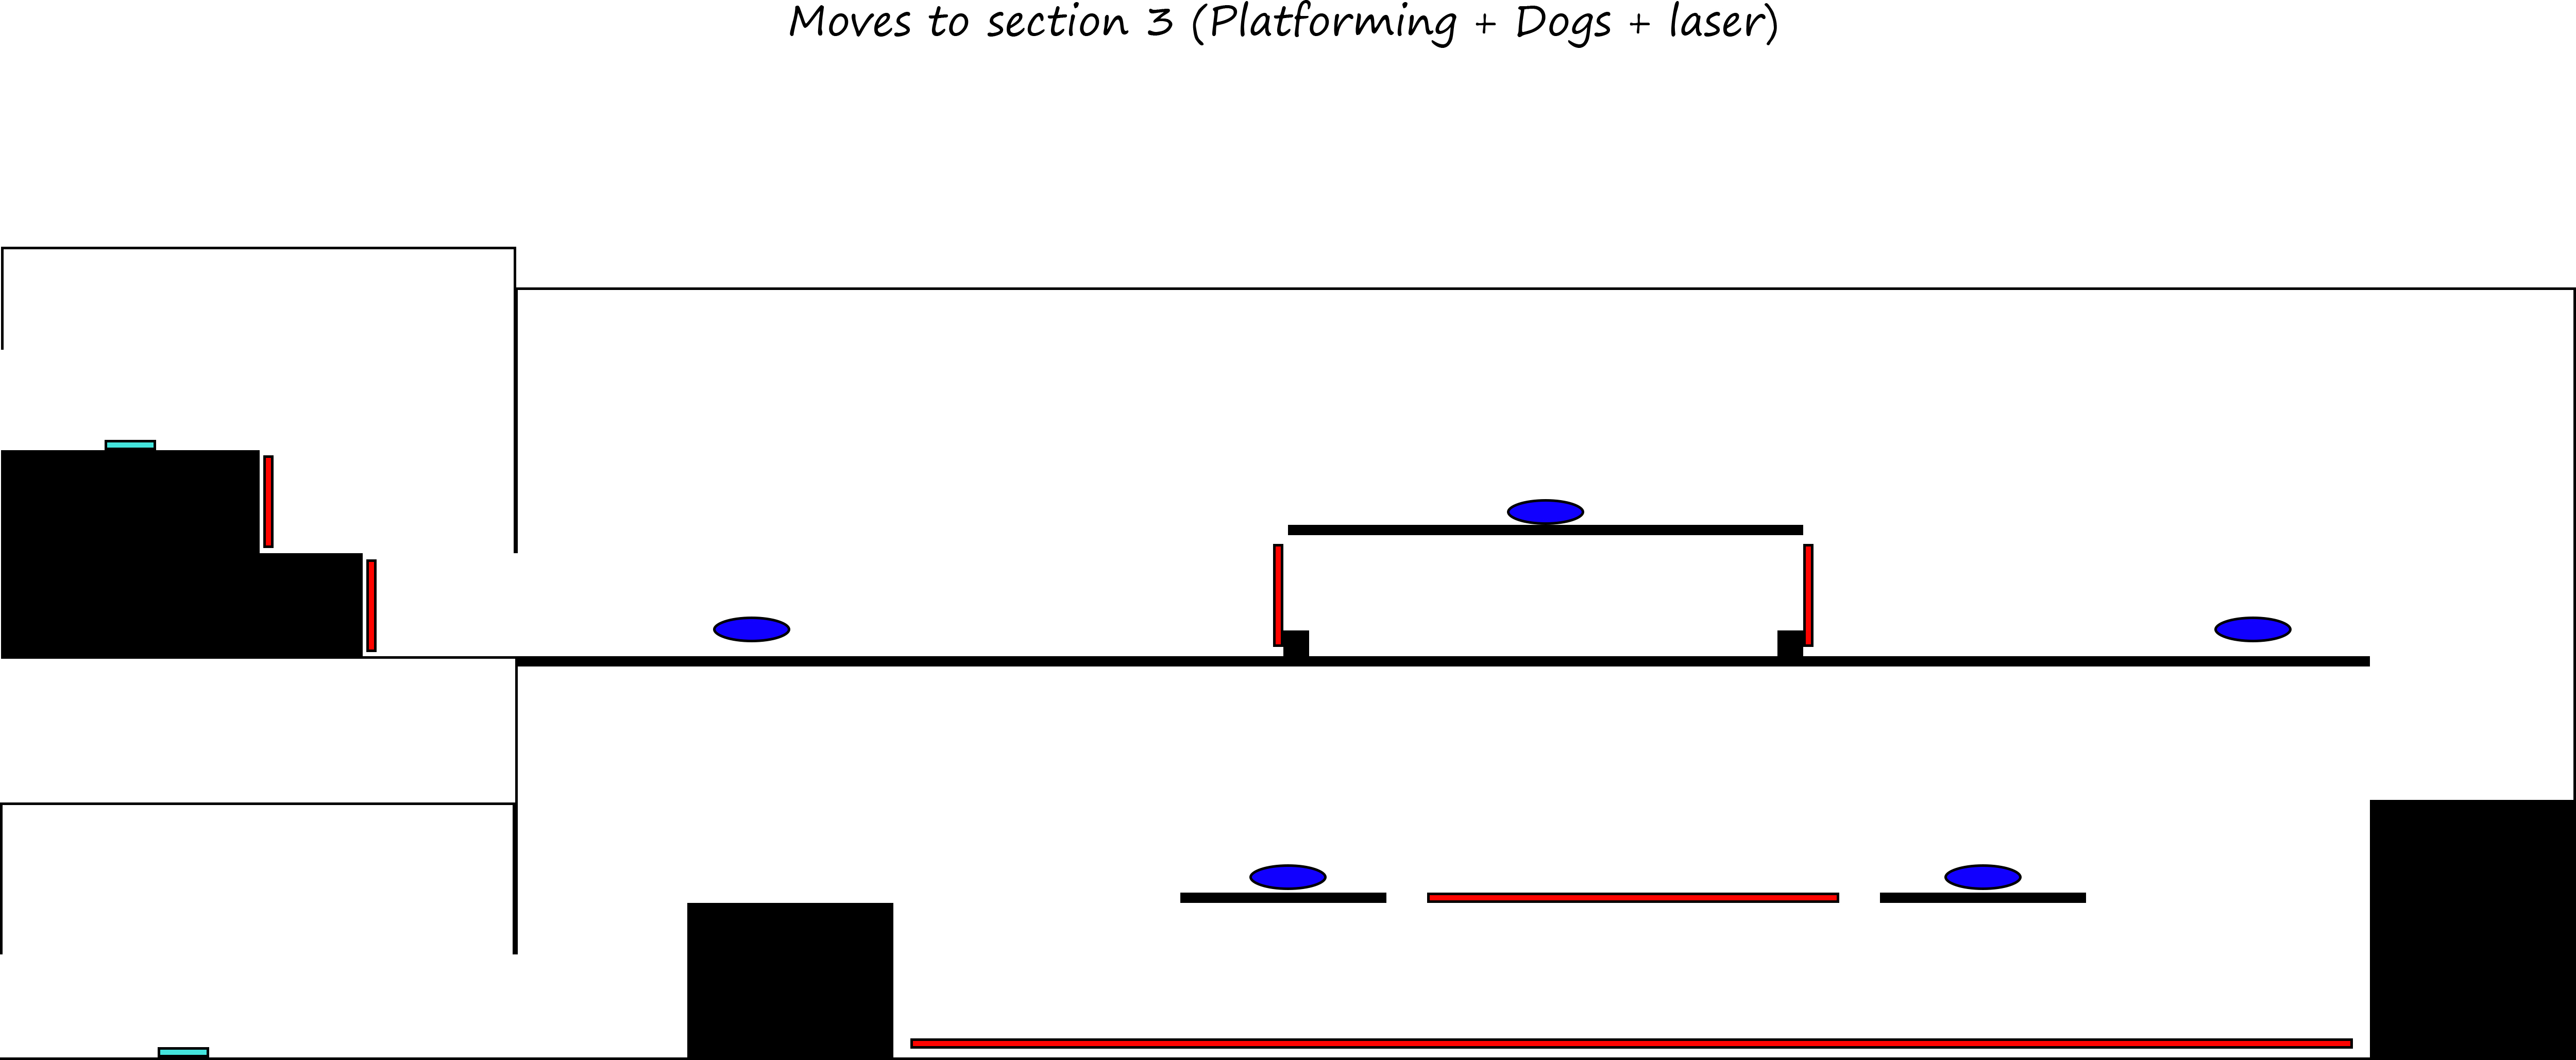 Moves to section 3 (Platforming + Dogs + laser)